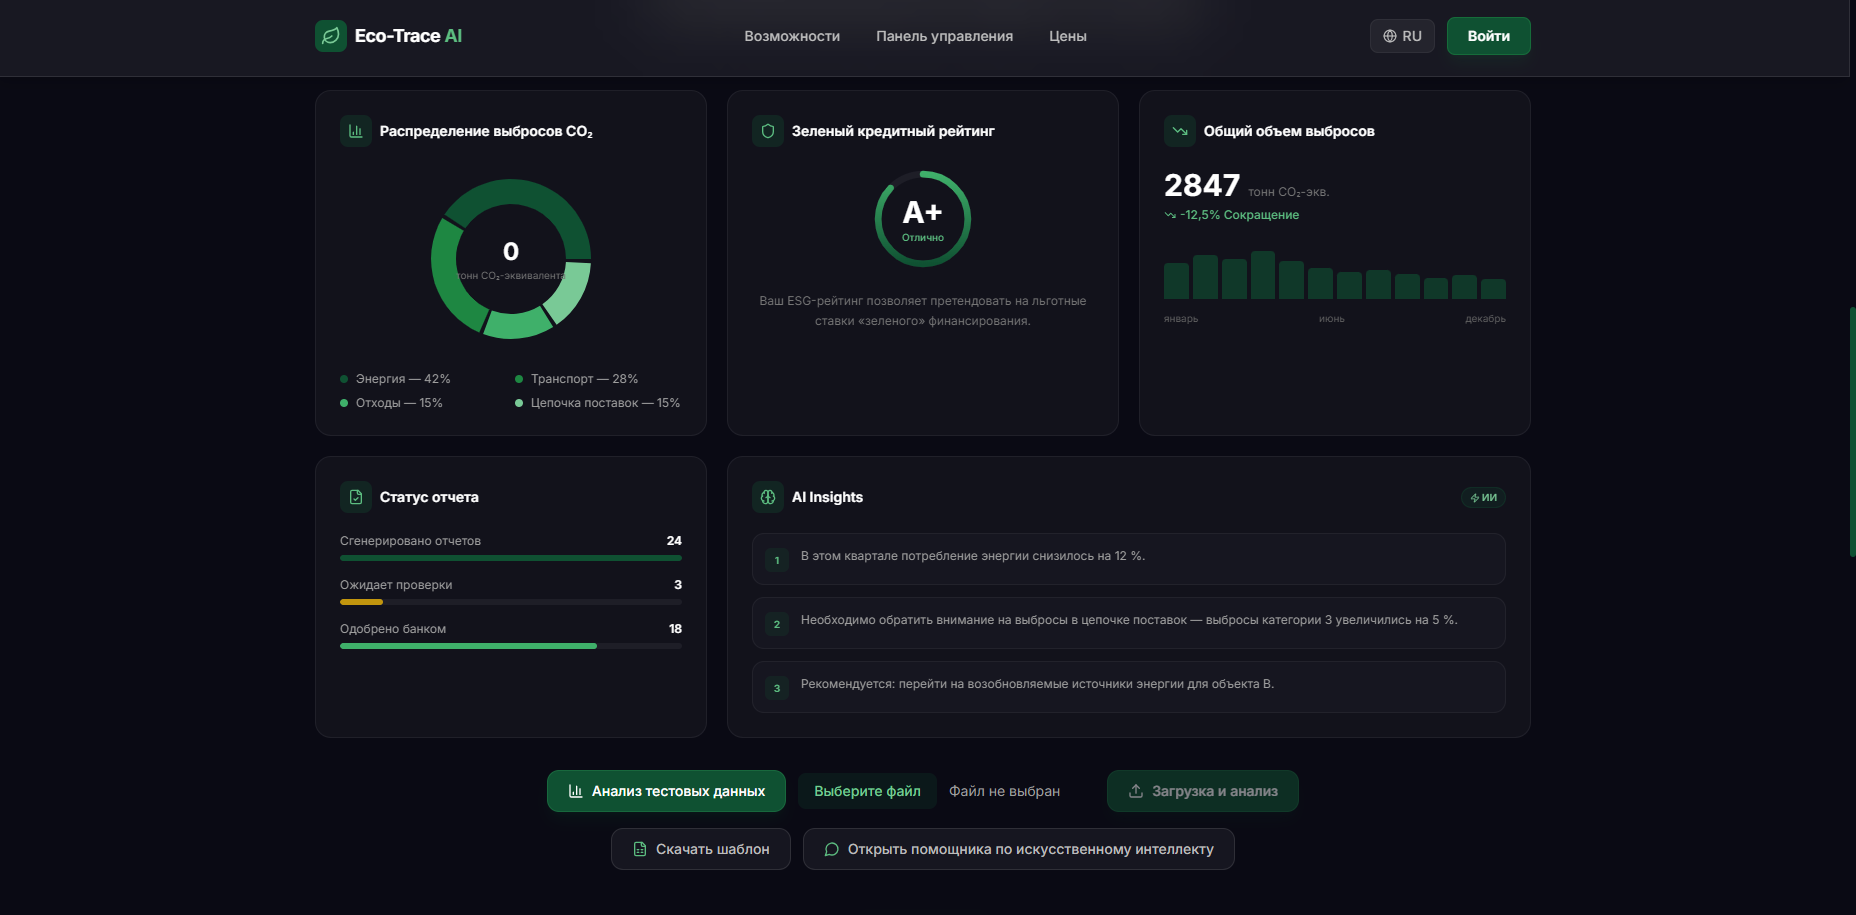 Eco-Trace AI
Возможности
Панель управления
Цены
RU
Войти
Распределение выбросов CO₂
0
тонн CO₂-эквивалента
Энергия — 42%
Транспорт — 28%
Отходы — 15%
Цепочка поставок — 15%
Зеленый кредитный рейтинг
A+
Отлично
Ваш ESG-рейтинг позволяет претендовать на льготные
ставки «зеленого» финансирования.
Общий объем выбросов
2847 тонн CO₂-экв.
-12,5% Сокращение
январь
июнь
декабрь
Статус отчета
Сгенерировано отчетов 24
Ожидает проверки 3
Одобрено банком 18
AI Insights
ИИ
1 В этом квартале потребление энергии снизилось на 12 %.
2 Необходимо обратить внимание на выбросы в цепочке поставок — выбросы категории 3 увеличились на 5 %.
3 Рекомендуется: перейти на возобновляемые источники энергии для объекта B.
Анализ тестовых данных
Выберите файл
Файл не выбран
Загрузка и анализ
Скачать шаблон
Открыть помощника по искусственному интеллекту